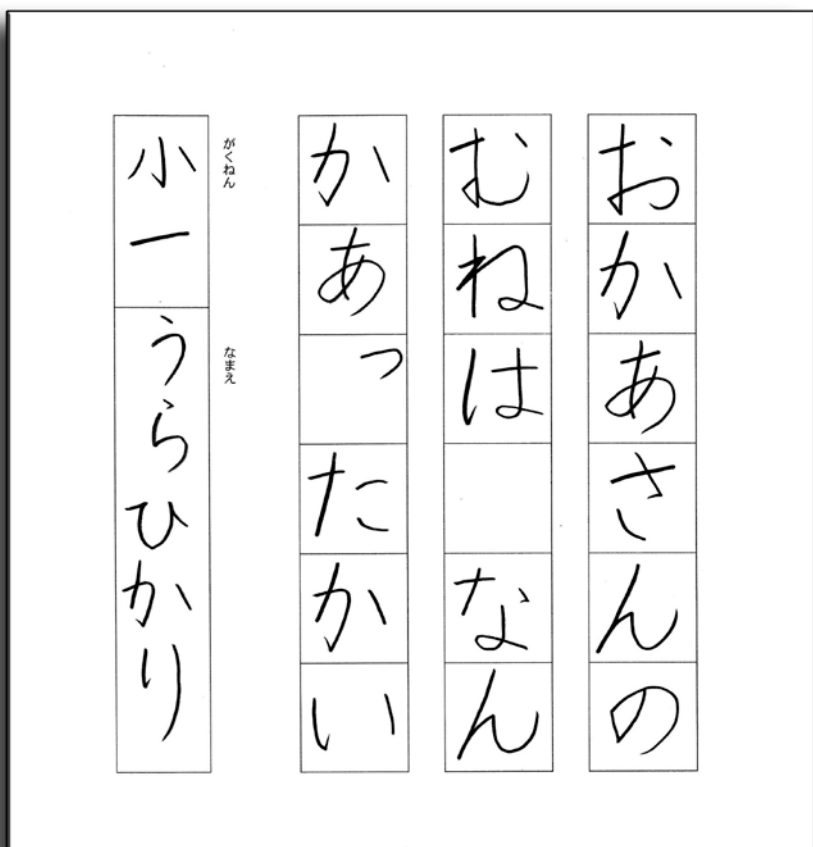 おかあさんの
むねは　なん
かあったかい
がくねん
小一
なまえ
うらひかり